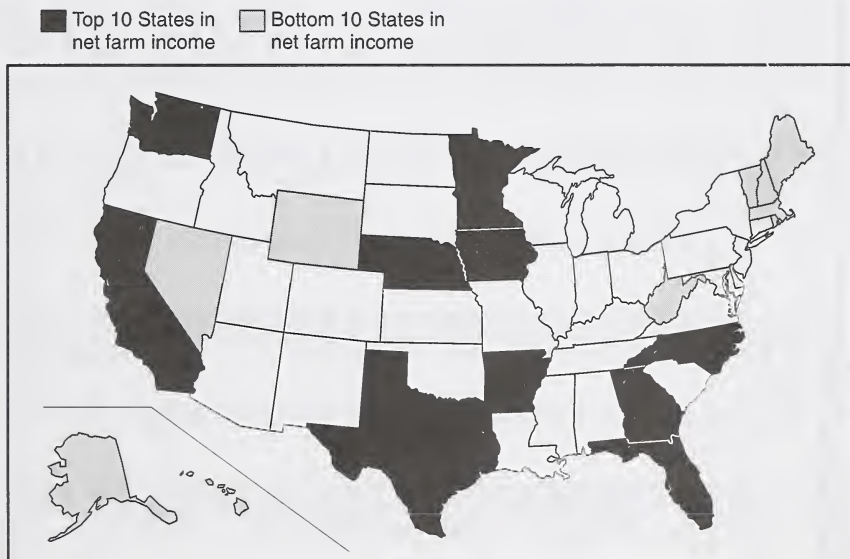 Top 10 States in
net farm income
Bottom 10 States in
net farm income